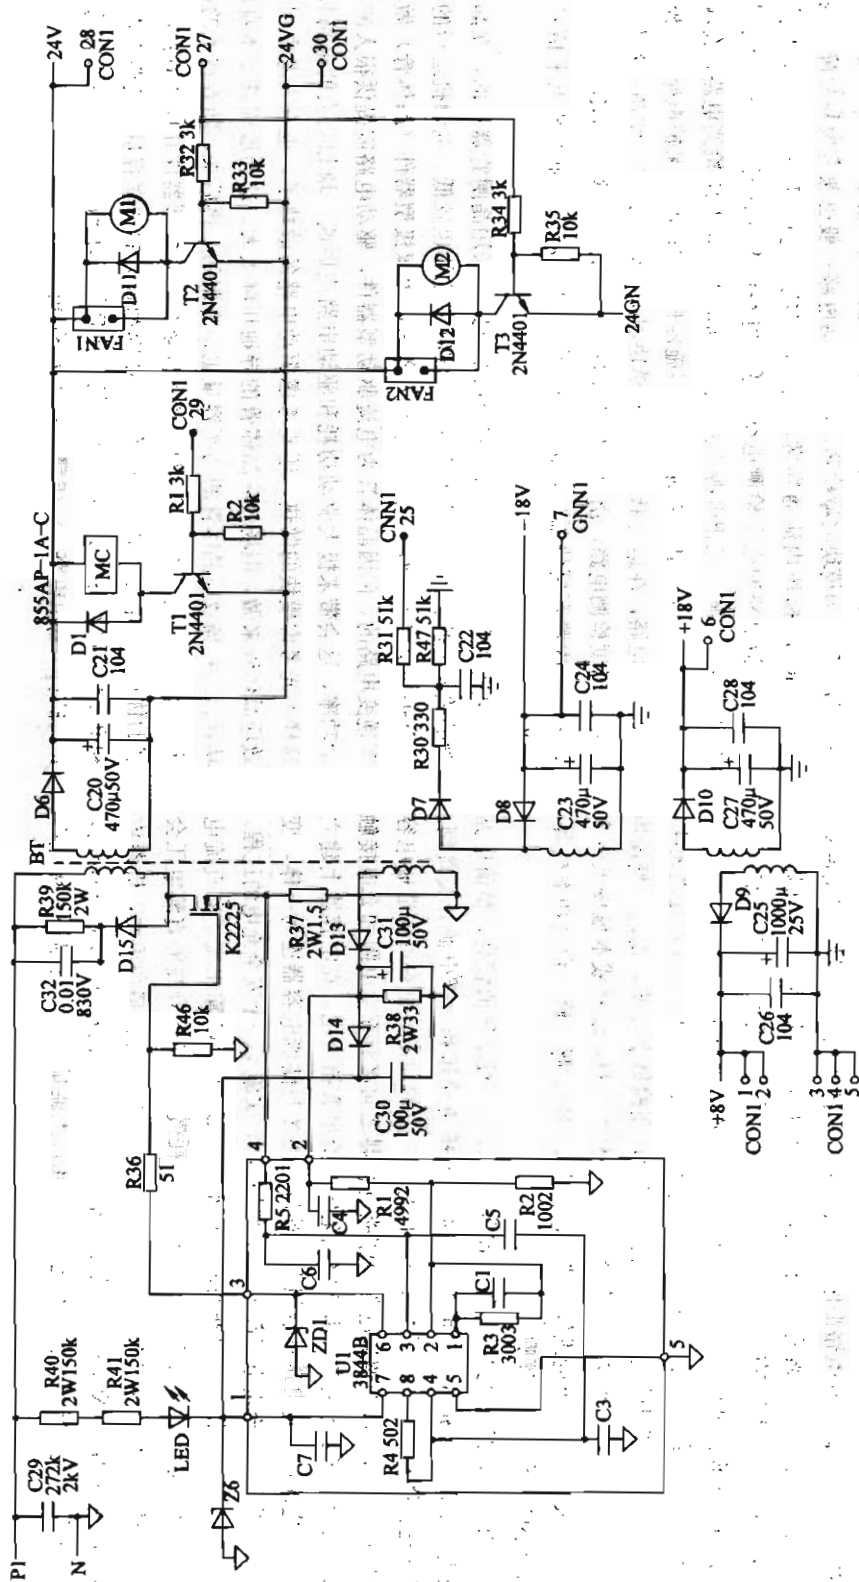 P1
N
C29
272k
2kV
R40
2W150k
R41
2W150k
LED
Z6
1
C7
ZD1
U1
3844B
7
8
4
5
6
3
2
1
R4 502
C3
R3
3003
C1
C5
C6
C4
R5 2201
R1
4992
R2
1002
3
4
2
5
R36
51
R46
10k
C32
0.01
830V
R39
150k
2W
D15
BT
K2225
R37
2W1.5
D13
D14
C31
100μ
50V
R38
2W33
C30
100μ
50V
D6
C20
470μ50V
C21
104
D1
855AP-1A-C
MC
T1
2N4401
R1 3k
R2
10k
CON1
29
FAN1
D11
M1
T2
2N4401
R32 3k
R33
10k
24V
28
CON1
CON1
27
24VG
30
CON1
FAN2
D12
M2
T3
2N4401
R34 3k
R35
10k
24GN
D7
R30 330
R31 51k
R47 51k
C22
104
CNN1
25
D8
C23
470μ
50V
C24
104
-18V
7
GNN1
D10
C27
470μ
50V
C28
104
+18V
6
CON1
D9
C25
1000μ
25V
C26
104
+8V
1
CON1 2
3
CON1 4
5